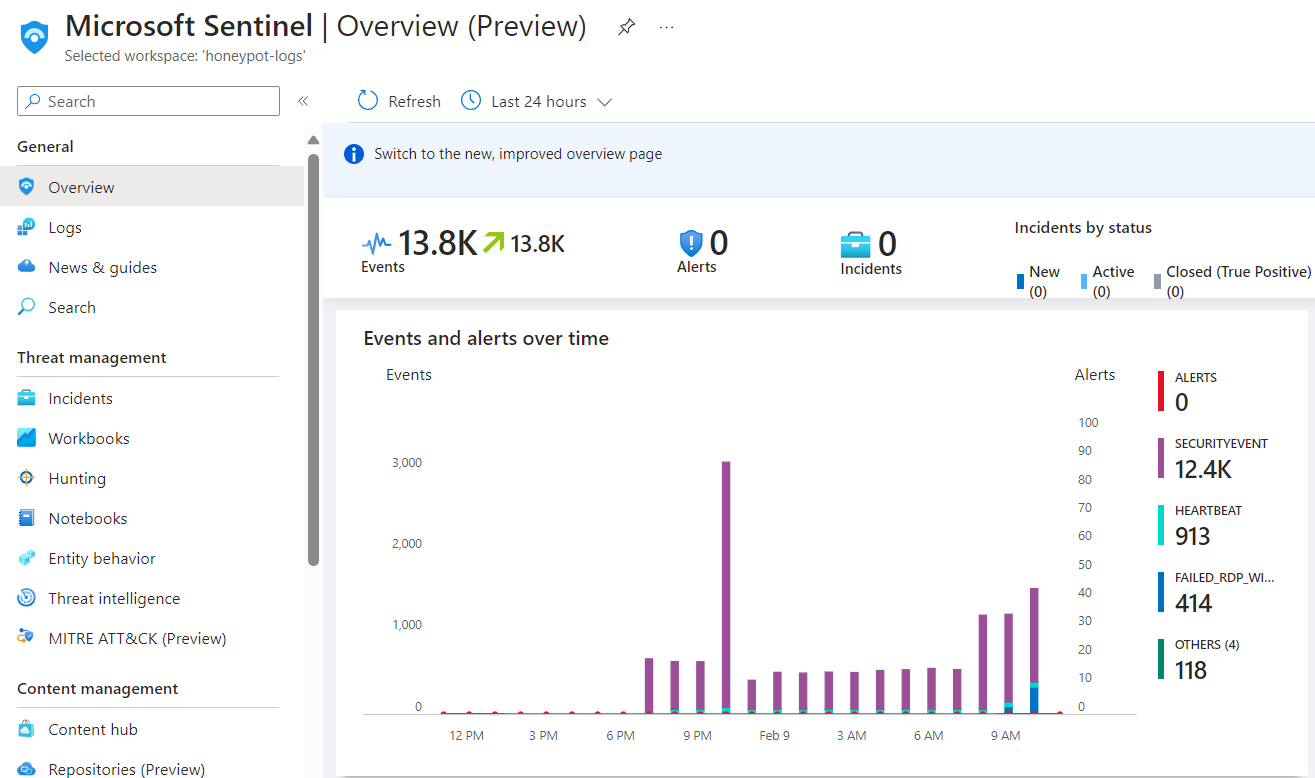 Microsoft Sentinel | Overview (Preview) ...
Selected workspace: 'honeypot-logs'
Search «
Refresh Last 24 hours
Switch to the new, improved overview page
General
Overview
Logs
News & guides
Search
Threat management
Incidents
Workbooks
Hunting
Notebooks
Entity behavior
Threat intelligence
MITRE ATT&CK (Preview)
Content management
Content hub
Repositories (Preview)
13.8K 13.8K
Events
0
Alerts
0
Incidents
Incidents by status
New (0)
Active (0)
Closed (True Positive) (0)
Events and alerts over time
Events
Alerts
3,000
2,000
1,000
0
100
90
80
70
60
50
40
30
20
10
0
12 PM 3 PM 6 PM 9 PM Feb 9 3 AM 6 AM 9 AM
ALERTS
0
SECURITYEVENT
12.4K
HEARTBEAT
913
FAILED_RDP_WI...
414
OTHERS (4)
118